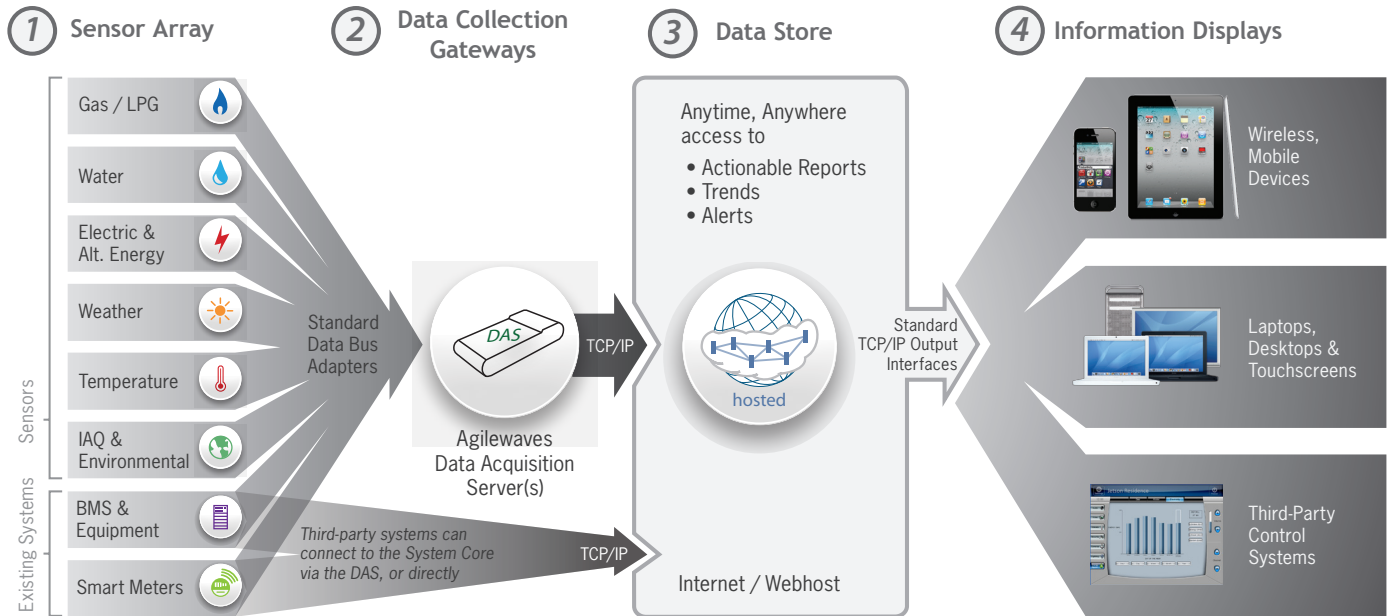 1 Sensor Array
2 Data Collection
Gateways
3 Data Store
4 Information Displays
Sensors
Gas / LPG
Water
Electric &
Alt. Energy
Weather
Temperature
IAQ &
Environmental
Existing Systems
BMS &
Equipment
Smart Meters
Standard
Data Bus
Adapters
DAS
Agilewaves
Data Acquisition
Server(s)
TCP/IP
Third-party systems can
connect to the System Core
via the DAS, or directly
TCP/IP
Anytime, Anywhere
access to
• Actionable Reports
• Trends
• Alerts
hosted
Internet / Webhost
Standard
TCP/IP Output
Interfaces
Wireless,
Mobile
Devices
Laptops,
Desktops &
Touchscreens
Third-Party
Control
Systems